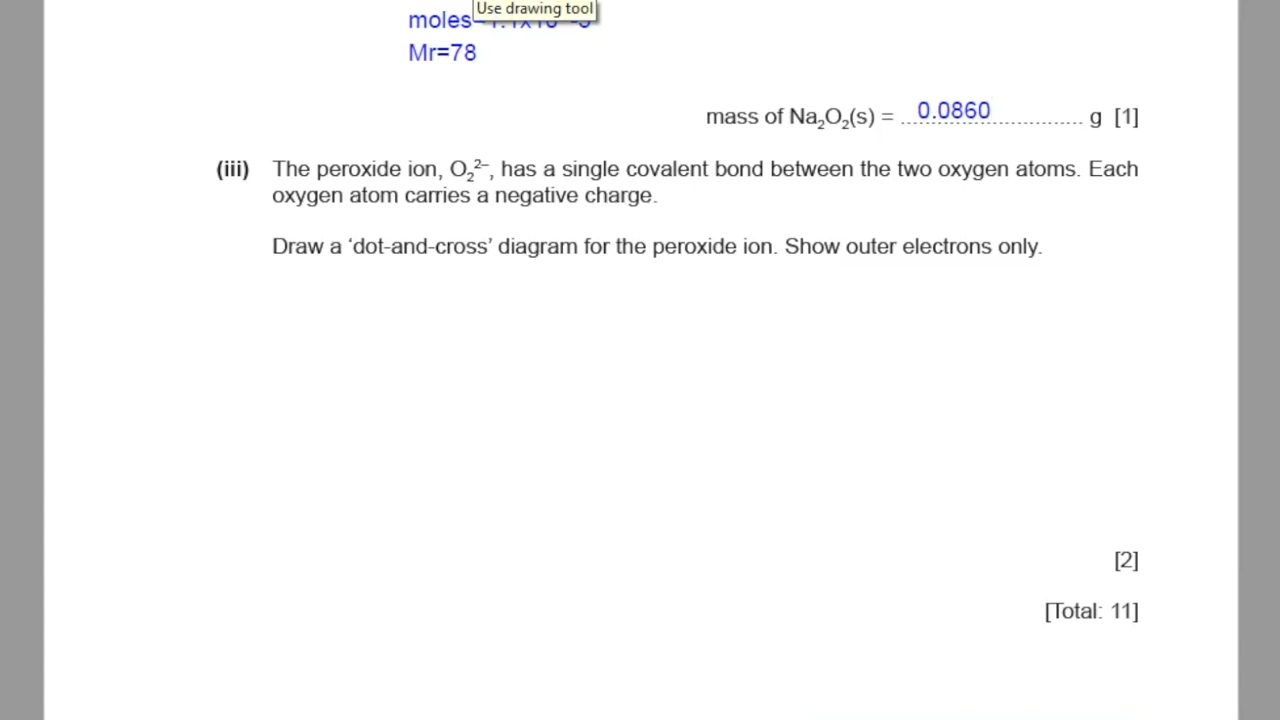 Use drawing tool
moles
Mr=78
mass of Na₂O₂(s) = 0.0860 g [1]
(iii) The peroxide ion, O₂²⁻, has a single covalent bond between the two oxygen atoms. Each
oxygen atom carries a negative charge.
Draw a ‘dot-and-cross’ diagram for the peroxide ion. Show outer electrons only.
[2]
[Total: 11]